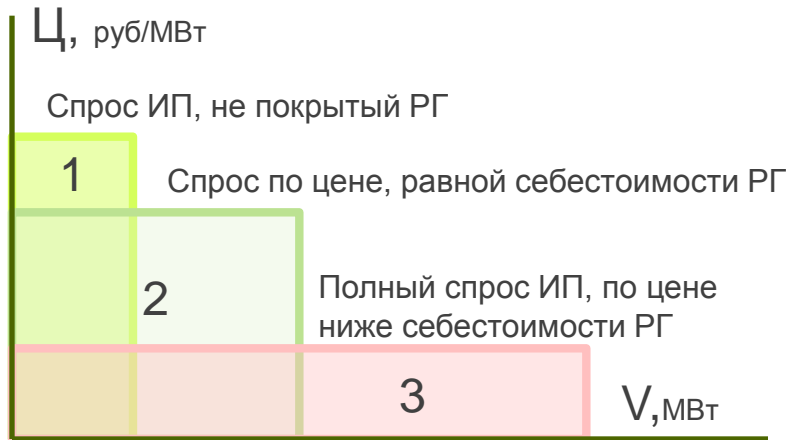 Ц, руб/МВт
Спрос ИП, не покрытый РГ
1
Спрос по цене, равной себестоимости РГ
2
Полный спрос ИП, по цене
ниже себестоимости РГ
3
V,МВт